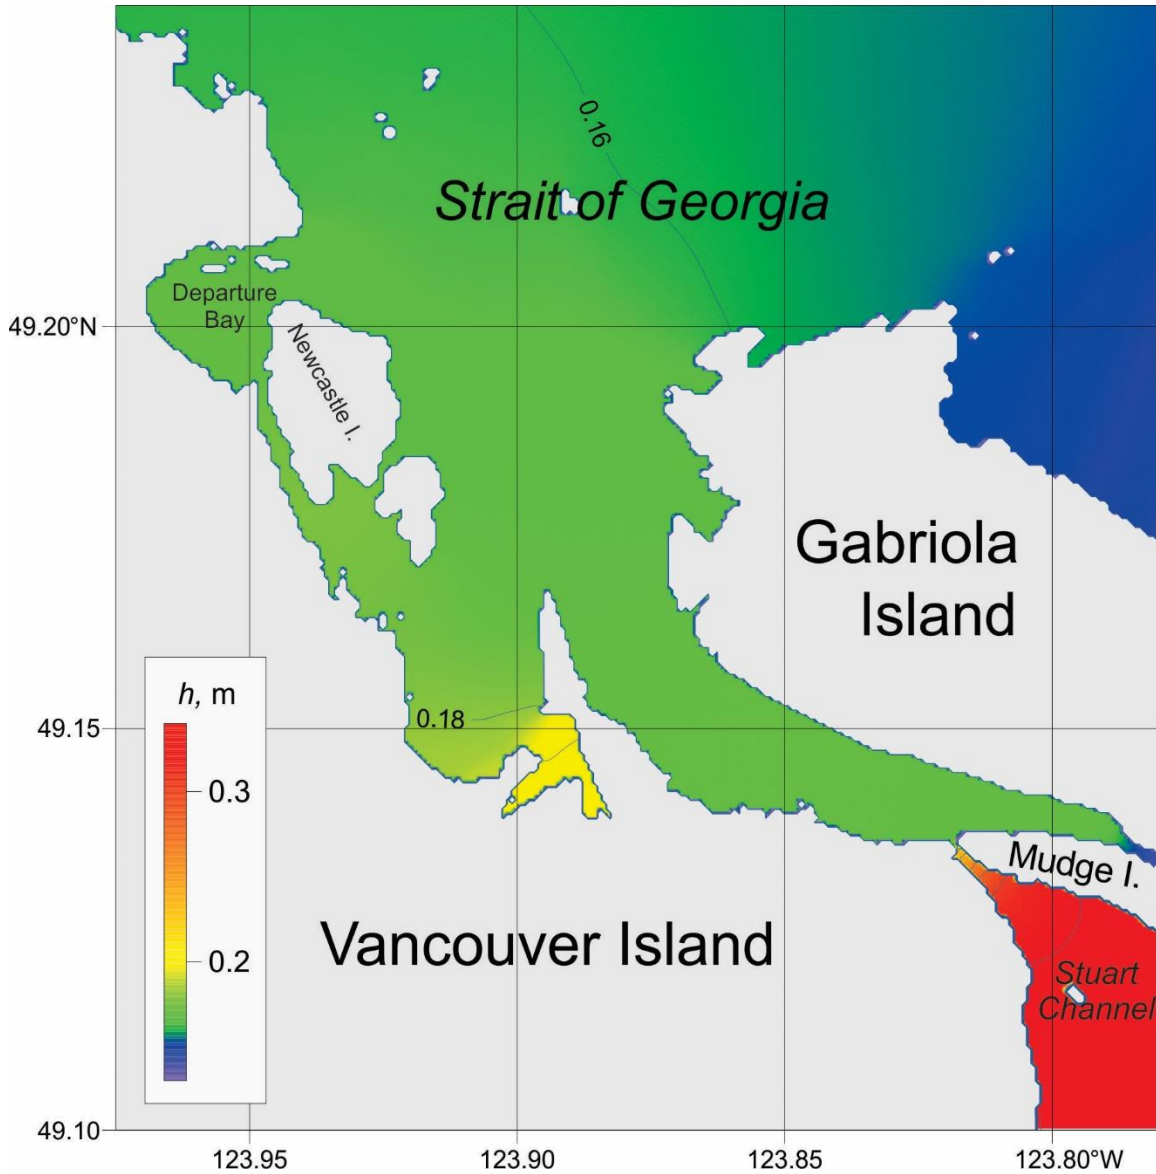 0.16
Strait of Georgia
Departure
Bay
49.20°N
Newcastle I.
Gabriola
Island
h, m
0.18
49.15
0.3
Mudge I.
Vancouver Island
0.2
Stuart
Channel
49.10
123.95
123.90
123.85
123.80°W